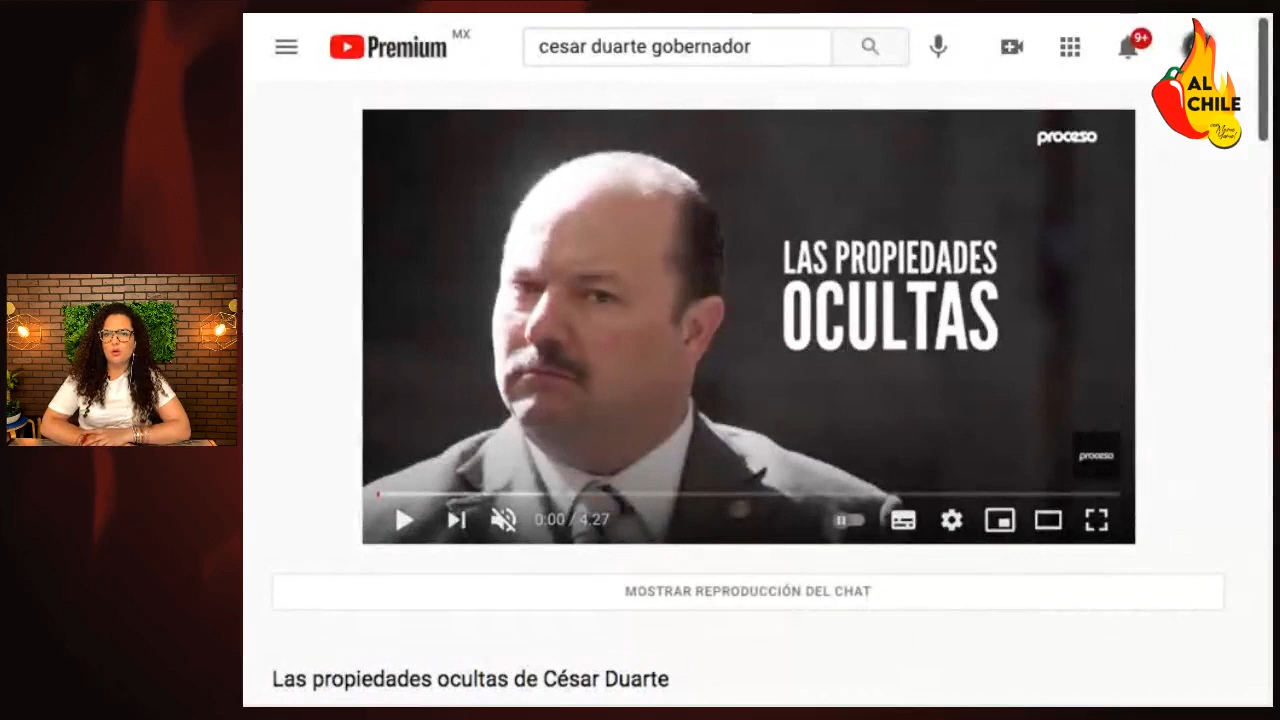 Premium MX
cesar duarte gobernador
9+
AL
CHILE
proceso
LAS PROPIEDADES
OCULTAS
proceso
0:00 / 4:27
MOSTRAR REPRODUCCIÓN DEL CHAT
Las propiedades ocultas de César Duarte